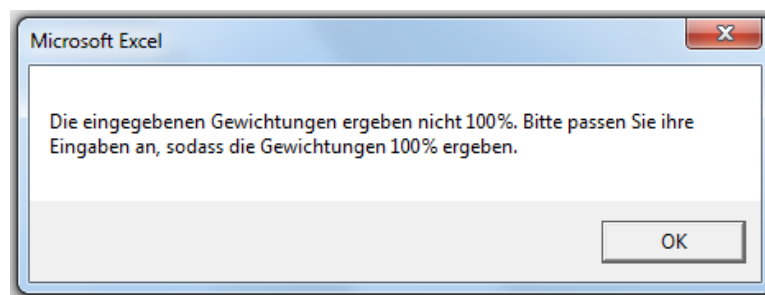 Microsoft Excel
Die eingegebenen Gewichtungen ergeben nicht 100%. Bitte passen Sie ihre
Eingaben an, sodass die Gewichtungen 100% ergeben.
OK